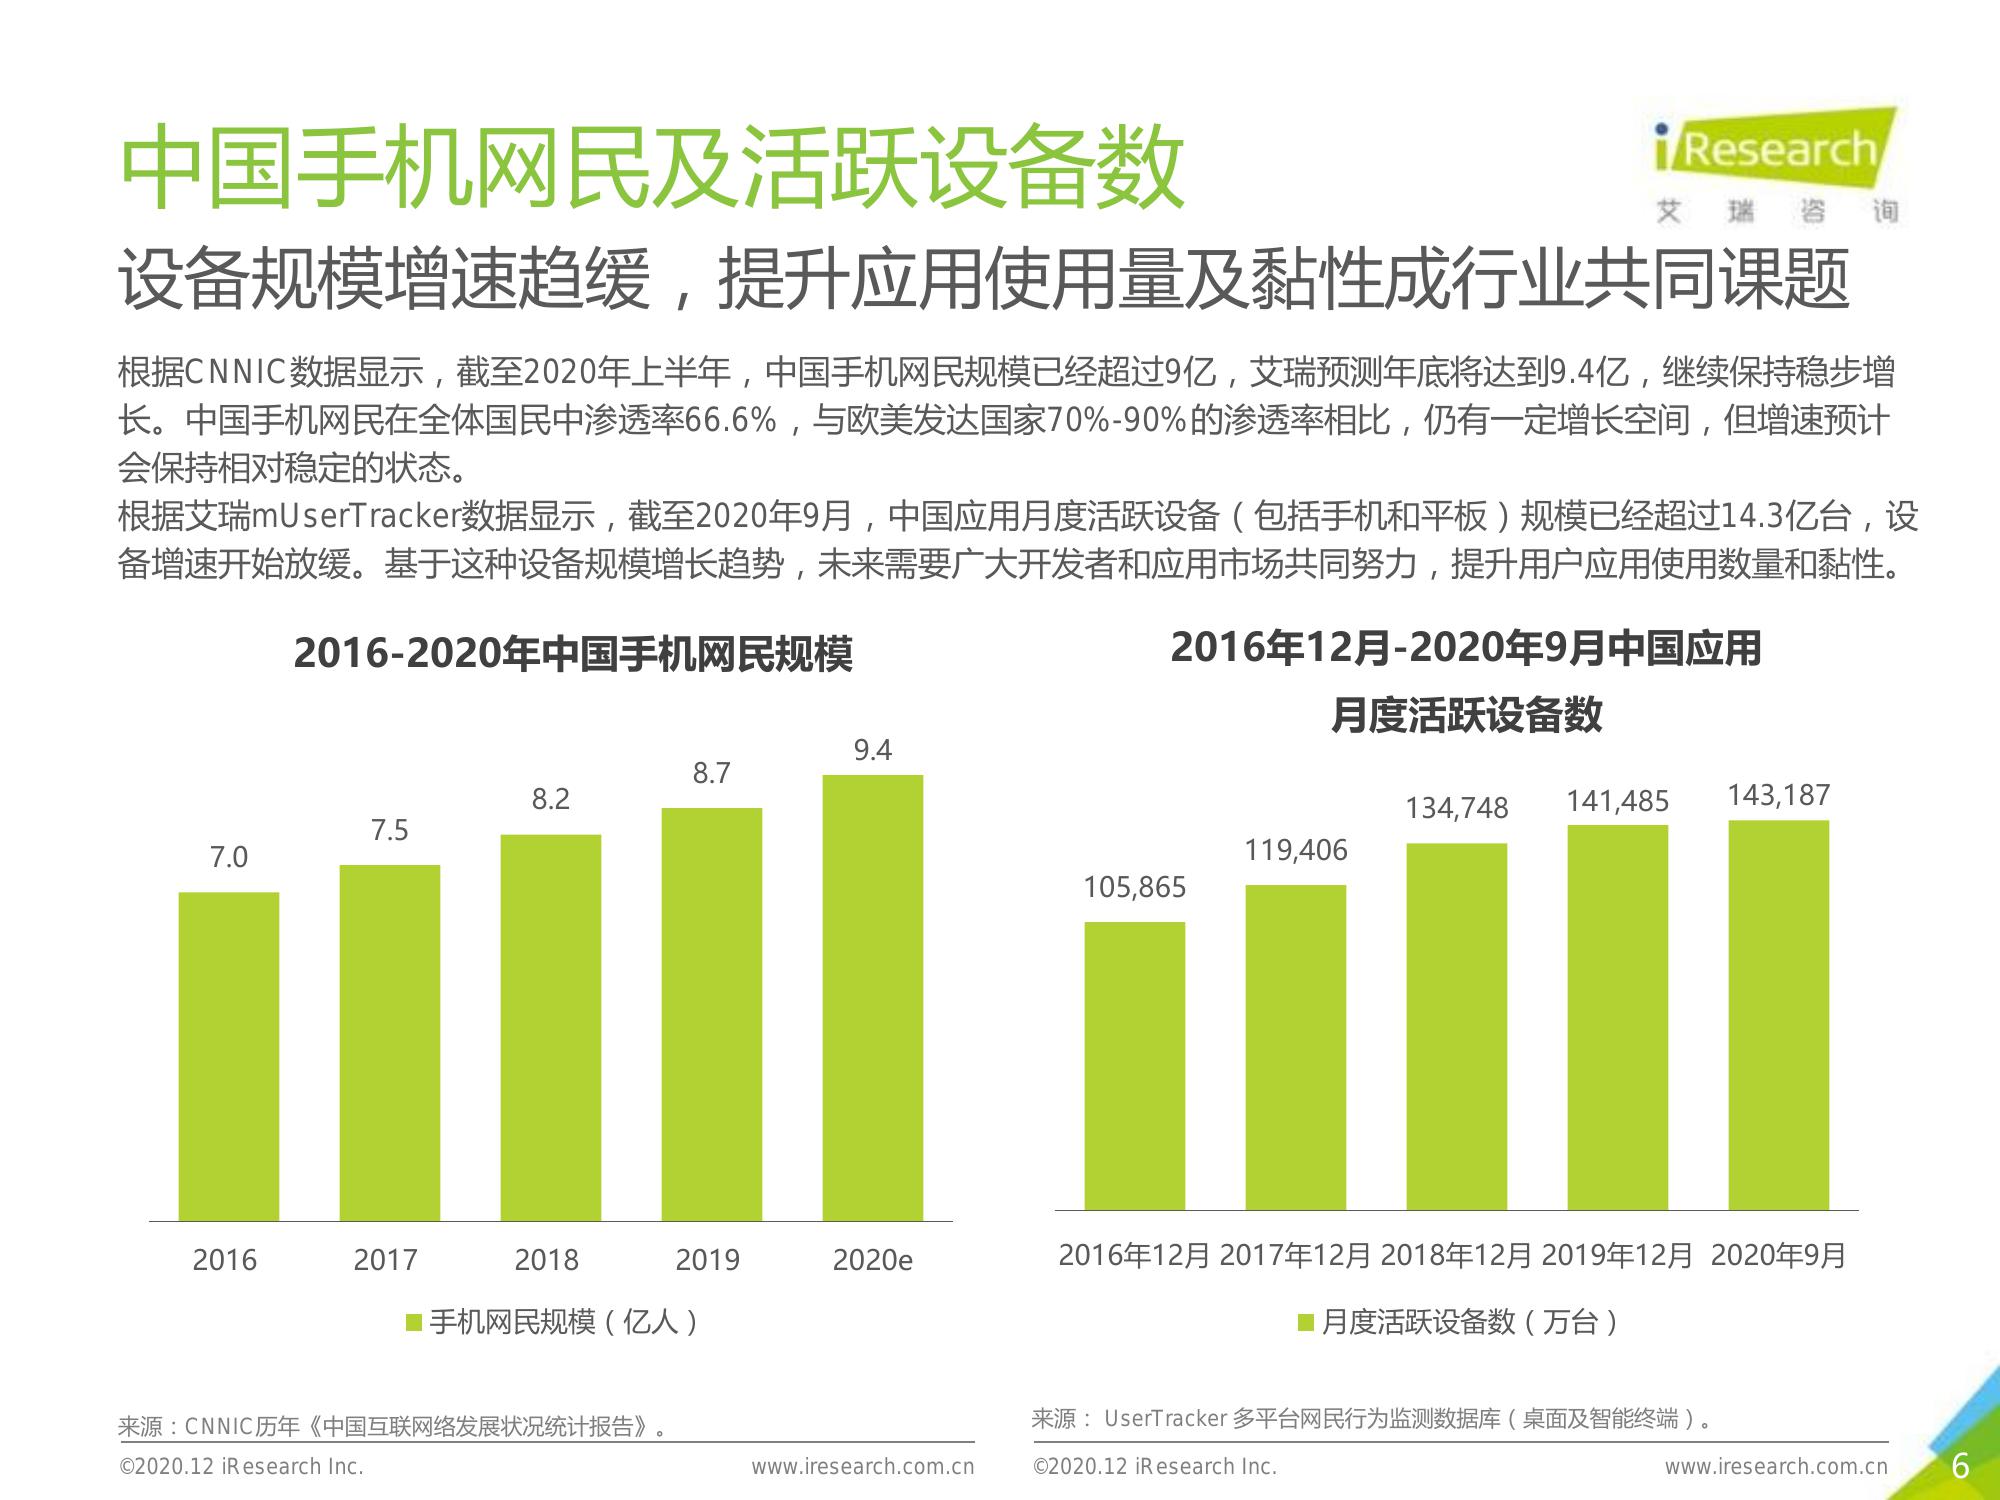 中国手机网民及活跃设备数
iResearch
艾瑞咨询
设备规模增速趋缓，提升应用使用量及黏性成行业共同课题
根据CNNIC数据显示，截至2020年上半年，中国手机网民规模已经超过9亿，艾瑞预测年底将达到9.4亿，继续保持稳步增
长。中国手机网民在全体国民中渗透率66.6%，与欧美发达国家70%-90%的渗透率相比，仍有一定增长空间，但增速预计
会保持相对稳定的状态。
根据艾瑞mUserTracker数据显示，截至2020年9月，中国应用月度活跃设备（包括手机和平板）规模已经超过14.3亿台，设
备增速开始放缓。基于这种设备规模增长趋势，未来需要广大开发者和应用市场共同努力，提升用户应用使用数量和黏性。
2016-2020年中国手机网民规模
7.0
7.5
8.2
8.7
9.4
2016 2017 2018 2019 2020e
手机网民规模（亿人）
来源：CNNIC历年《中国互联网络发展状况统计报告》。
©2020.12 iResearch Inc. www.iresearch.com.cn
2016年12月-2020年9月中国应用
月度活跃设备数
105,865
119,406
134,748
141,485
143,187
2016年12月 2017年12月 2018年12月 2019年12月 2020年9月
月度活跃设备数（万台）
来源： UserTracker 多平台网民行为监测数据库（桌面及智能终端）。
©2020.12 iResearch Inc. www.iresearch.com.cn
6